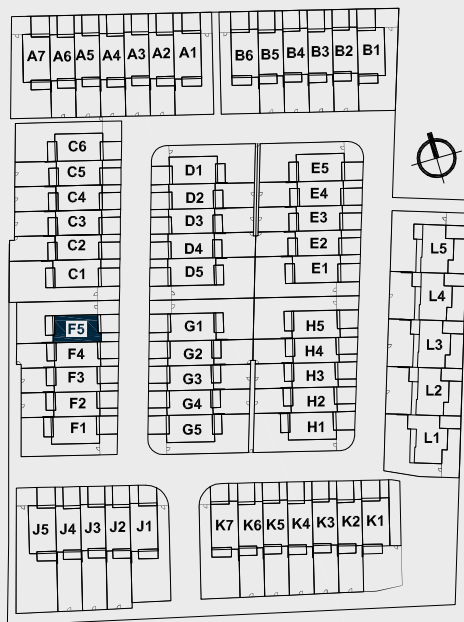 A7 A6 A5 A4 A3 A2 A1
B6 B5 B4 B3 B2 B1
C6
C5
C4
C3
C2
C1
D1
D2
D3
D4
D5
E5
E4
E3
E2
E1
L5
L4
L3
L2
L1
F5
F4
F3
F2
F1
G1
G2
G3
G4
G5
H5
H4
H3
H2
H1
J5 J4 J3 J2 J1
K7 K6 K5 K4 K3 K2 K1